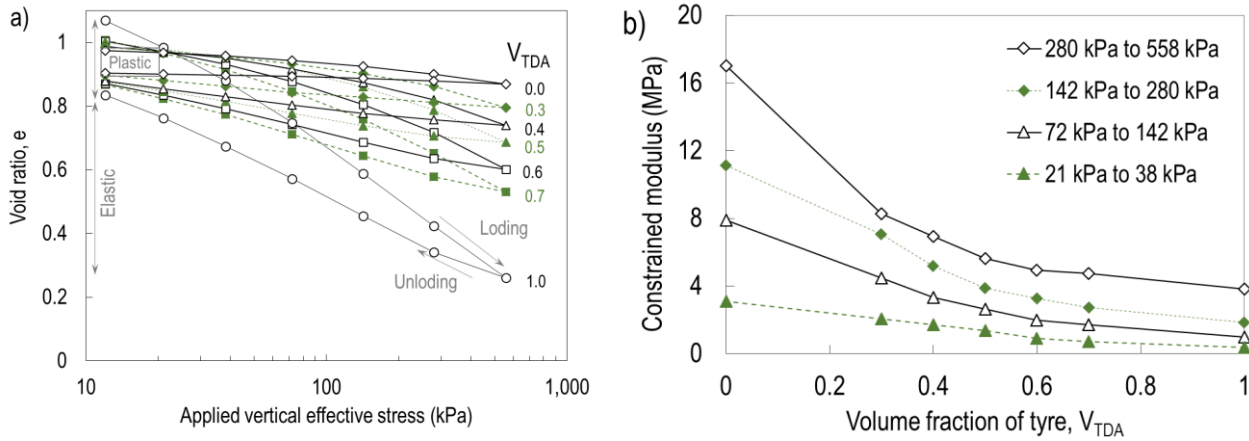 a)
Void ratio, e
1
0.8
0.6
0.4
0.2
0
10
100
1,000
Applied vertical effective stress (kPa)
Plastic
Elastic
V_TDA
0.0
0.3
0.4
0.5
0.6
0.7
1.0
Loding
Unloding
b)
Constrained modulus (MPa)
20
16
12
8
4
0
0
0.2
0.4
0.6
0.8
1
Volume fraction of tyre, V_TDA
280 kPa to 558 kPa
142 kPa to 280 kPa
72 kPa to 142 kPa
21 kPa to 38 kPa